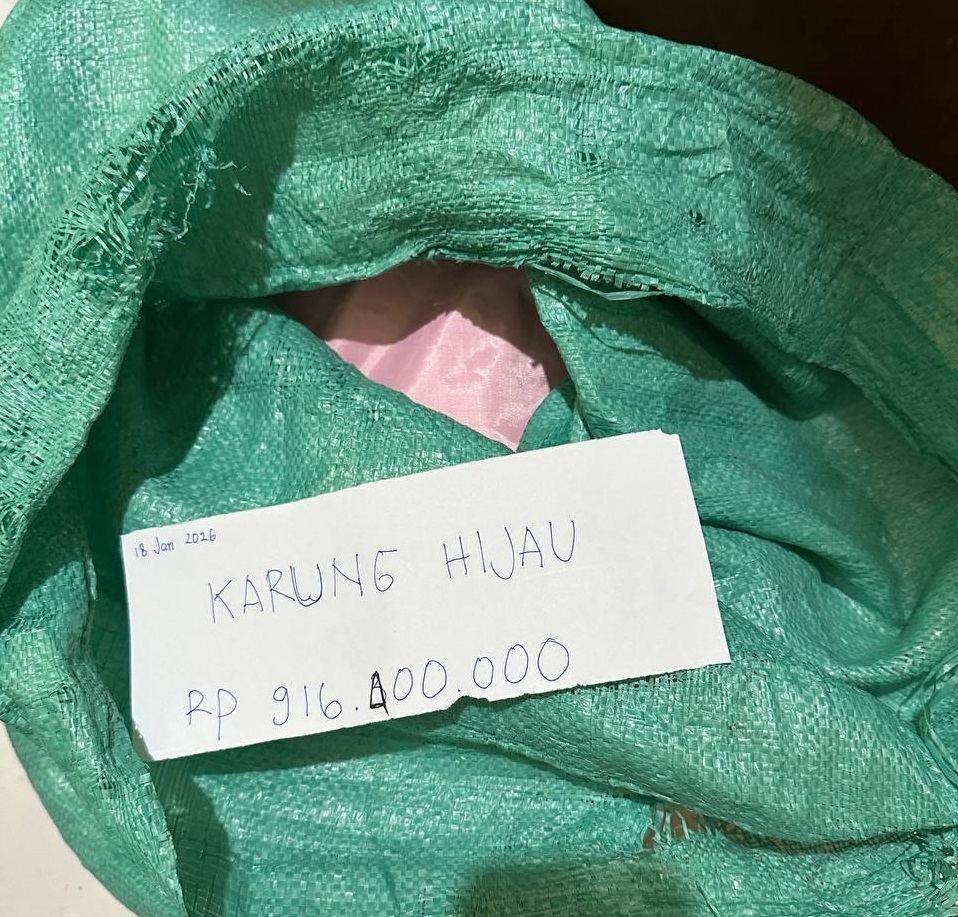 18 Jan 2026
KARUNG HIJAU
RP 916.400.000